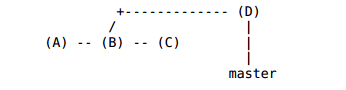 +------------- (D)
/ |
(A) -- (B) -- (C) |
|
master